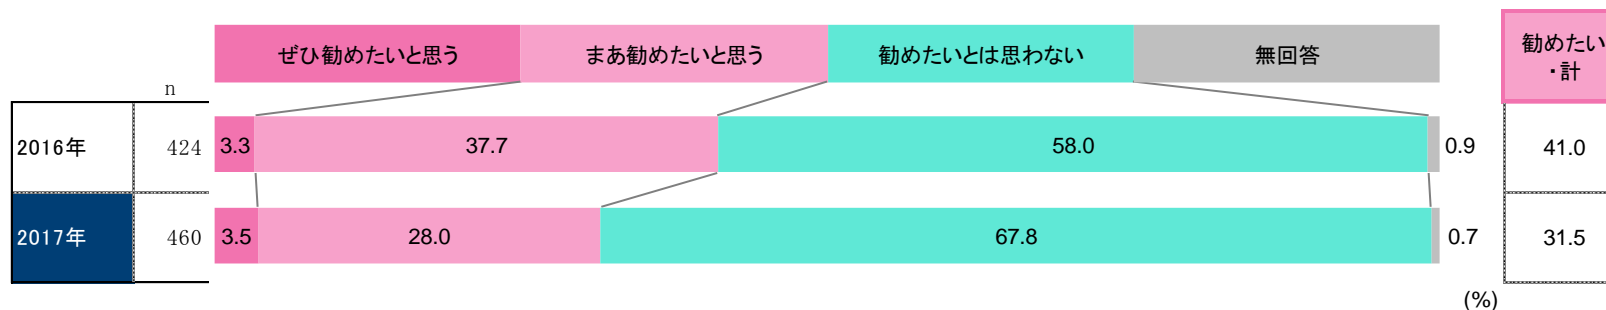 ぜひ勧めたいと思う まあ勧めたいと思う 勧めたいとは思わない 無回答 勧めたい
・計
n
2016年 424 3.3 37.7 58.0 0.9 41.0
2017年 460 3.5 28.0 67.8 0.7 31.5
(%)